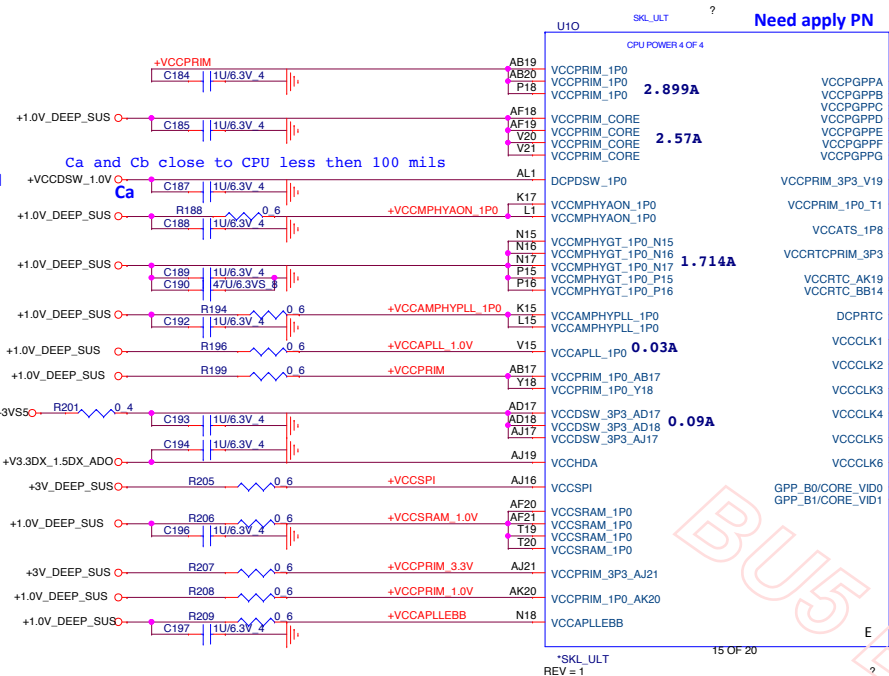 ?
SKL_ULT
Need apply PN
U1O
CPU POWER 4 OF 4
+VCCPRIM
C184 1U/6.3V_4
AB19 VCCPRIM_1P0
AB20 VCCPRIM_1P0
P18 VCCPRIM_1P0
2.899A
VCCPGPPA
VCCPGPPB
VCCPGPPC
VCCPGPPD
VCCPGPPE
VCCPGPPF
VCCPGPPG
+1.0V_DEEP_SUS
C185 1U/6.3V_4
AF18 VCCPRIM_CORE
AF19 VCCPRIM_CORE
V20 VCCPRIM_CORE
V21 VCCPRIM_CORE
2.57A
Ca and Cb close to CPU less then 100 mils
+VCCDSW_1.0V
Ca
C187 1U/6.3V_4
AL1 DCPDSW_1P0
VCCPRIM_3P3_V19
+1.0V_DEEP_SUS
R188 0_6
+VCCMPHYAON_1P0
C188 1U/6.3V_4
K17 VCCMPHYAON_1P0
L1 VCCMPHYAON_1P0
VCCPRIM_1P0_T1
VCCATS_1P8
+1.0V_DEEP_SUS
C189 1U/6.3V_4
C190 47U/6.3VS_8
N15 VCCMPHYGT_1P0_N15
N16 VCCMPHYGT_1P0_N16
N17 VCCMPHYGT_1P0_N17
P15 VCCMPHYGT_1P0_P15
P16 VCCMPHYGT_1P0_P16
1.714A
VCCRTCPRIM_3P3
VCCRTC_AK19
VCCRTC_BB14
+1.0V_DEEP_SUS
R194 0_6
+VCCAMPHYPLL_1P0
C192 1U/6.3V_4
K15 VCCAMPHYPLL_1P0
L15 VCCAMPHYPLL_1P0
DCPRTC
+1.0V_DEEP_SUS
R196 0_6
+VCCAPLL_1.0V
V15 VCCAPLL_1P0
0.03A
VCCCLK1
+1.0V_DEEP_SUS
R199 0_6
+VCCPRIM
AB17 VCCPRIM_1P0_AB17
Y18 VCCPRIM_1P0_Y18
VCCCLK2
VCCCLK3
3VS5
R201 0_4
C193 1U/6.3V_4
AD17 VCCDSW_3P3_AD17
AD18 VCCDSW_3P3_AD18
AJ17 VCCDSW_3P3_AJ17
0.09A
VCCCLK4
VCCCLK5
C194 1U/6.3V_4
+V3.3DX_1.5DX_ADO
AJ19 VCCHDA
VCCCLK6
+3V_DEEP_SUS
R205 0_6
+VCCSPI
AJ16 VCCSPI
GPP_B0/CORE_VID0
GPP_B1/CORE_VID1
+1.0V_DEEP_SUS
R206 0_6
+VCCSRAM_1.0V
C196 1U/6.3V_4
AF20 VCCSRAM_1P0
AF21 VCCSRAM_1P0
T19 VCCSRAM_1P0
T20 VCCSRAM_1P0
+3V_DEEP_SUS
R207 0_6
+VCCPRIM_3.3V
AJ21 VCCPRIM_3P3_AJ21
+1.0V_DEEP_SUS
R208 0_6
+VCCPRIM_1.0V
AK20 VCCPRIM_1P0_AK20
+1.0V_DEEP_SUS
R209 0_6
+VCCAPLLEBB
C197 1U/6.3V_4
N18 VCCAPLLEBB
BU5
E
*SKL_ULT
15 OF 20
REV = 1
?